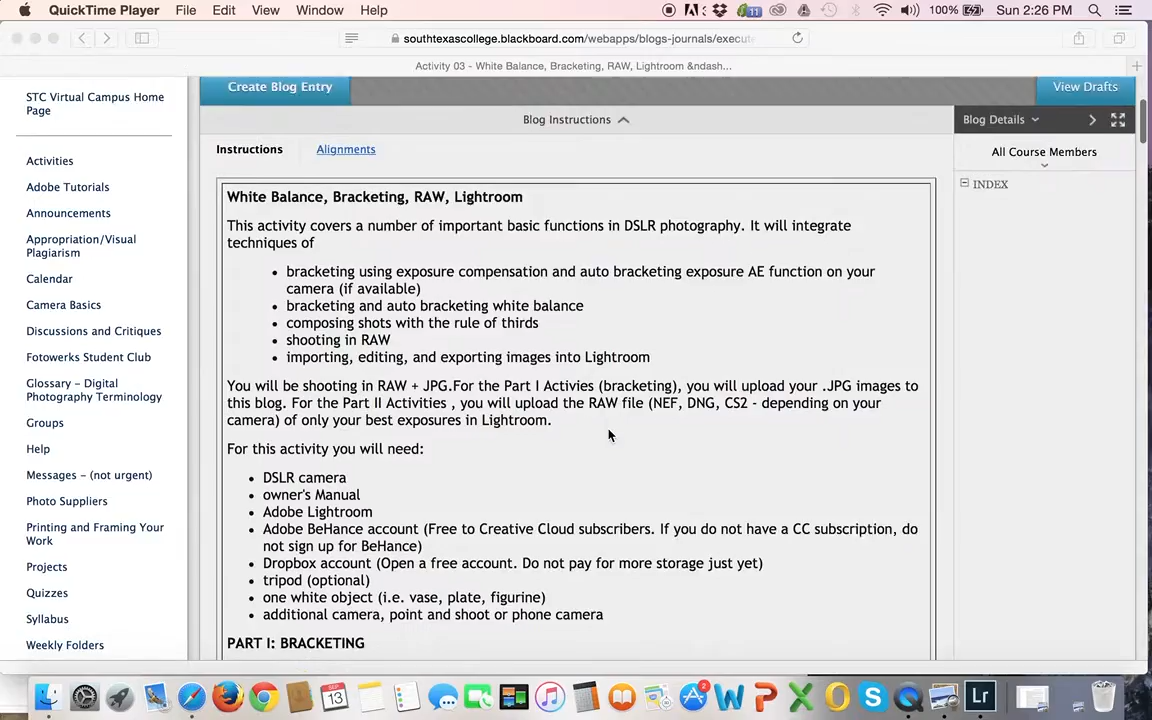 QuickTime Player File Edit View Window Help 11 100% Sun 2:26 PM
southtexascollege.blackboard.com/webapps/blogs-journals/execut
Activity 03 - White Balance, Bracketing, RAW, Lightroom &ndash...
STC Virtual Campus Home
Page
Activities
Adobe Tutorials
Announcements
Appropriation/Visual
Plagiarism
Calendar
Camera Basics
Discussions and Critiques
Fotowerks Student Club
Glossary - Digital
Photography Terminology
Groups
Help
Messages - (not urgent)
Photo Suppliers
Printing and Framing Your
Work
Projects
Quizzes
Syllabus
Weekly Folders
Create Blog Entry
View Drafts
Blog Instructions
Instructions Alignments
White Balance, Bracketing, RAW, Lightroom
This activity covers a number of important basic functions in DSLR photography. It will integrate
techniques of
• bracketing using exposure compensation and auto bracketing exposure AE function on your
camera (if available)
• bracketing and auto bracketing white balance
• composing shots with the rule of thirds
• shooting in RAW
• importing, editing, and exporting images into Lightroom
You will be shooting in RAW + JPG.For the Part I Activies (bracketing), you will upload your .JPG images to
this blog. For the Part II Activities , you will upload the RAW file (NEF, DNG, CS2 - depending on your
camera) of only your best exposures in Lightroom.
For this activity you will need:
• DSLR camera
• owner's Manual
• Adobe Lightroom
• Adobe BeHance account (Free to Creative Cloud subscribers. If you do not have a CC subscription, do
not sign up for BeHance)
• Dropbox account (Open a free account. Do not pay for more storage just yet)
• tripod (optional)
• one white object (i.e. vase, plate, figurine)
• additional camera, point and shoot or phone camera
PART I: BRACKETING
Blog Details
All Course Members
INDEX
SEP
13
2
Lr